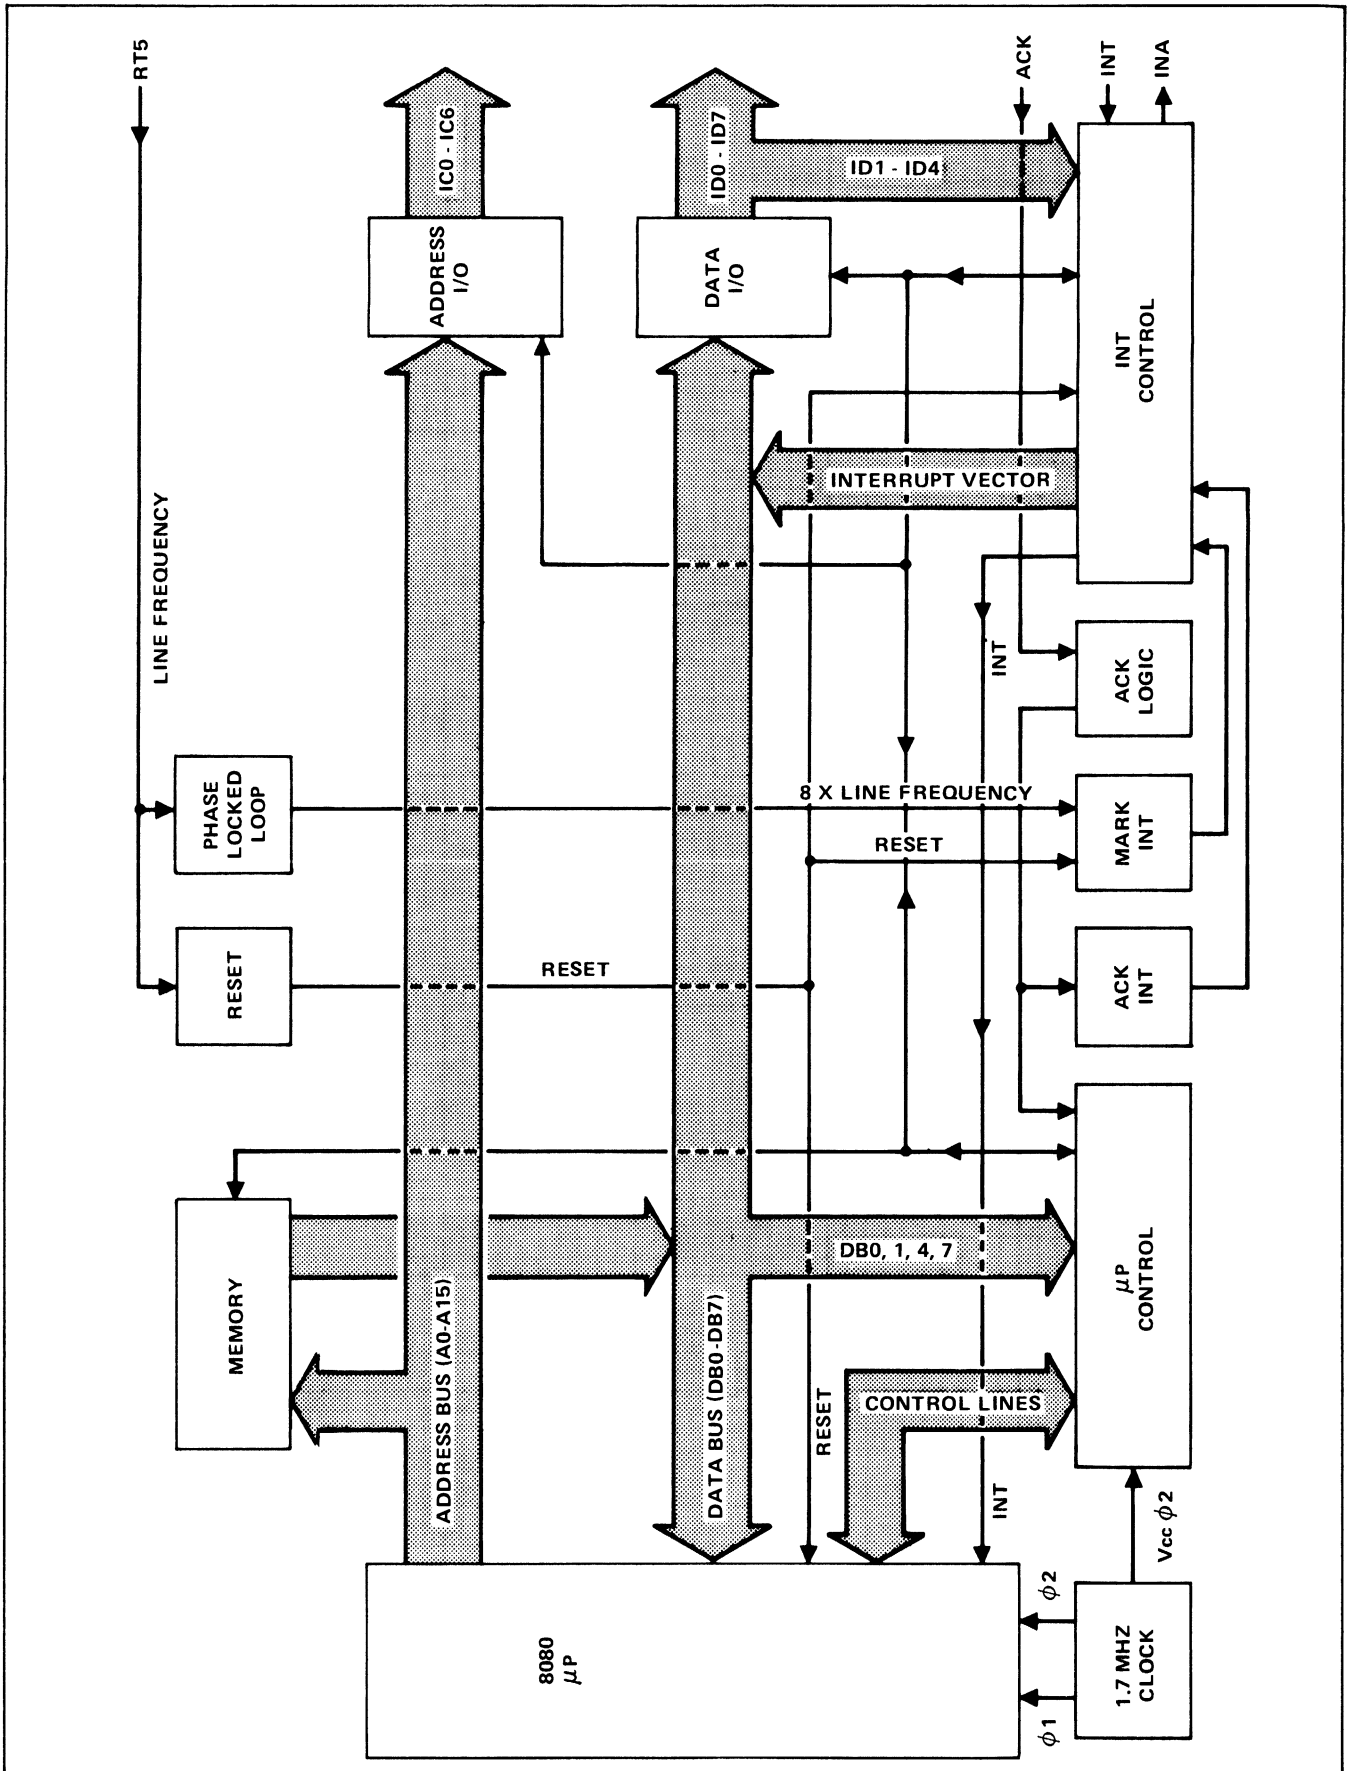 RT5
LINE FREQUENCY
IC0 - IC6
ID0 - ID7
ID1 - ID4
ACK
INT
INA
ADDRESS
I/O
DATA
I/O
INT
CONTROL
INTERRUPT VECTOR
INT
ACK
LOGIC
PHASE
LOCKED
LOOP
8 X LINE FREQUENCY
RESET
MARK
INT
RESET
RESET
ACK
INT
MEMORY
ADDRESS BUS (A0-A15)
DATA BUS (DB0-DB7)
DB0, 1, 4, 7
RESET
CONTROL LINES
INT
μP
CONTROL
8080
μP
ϕ1
ϕ2
Vcc ϕ2
1.7 MHZ
CLOCK